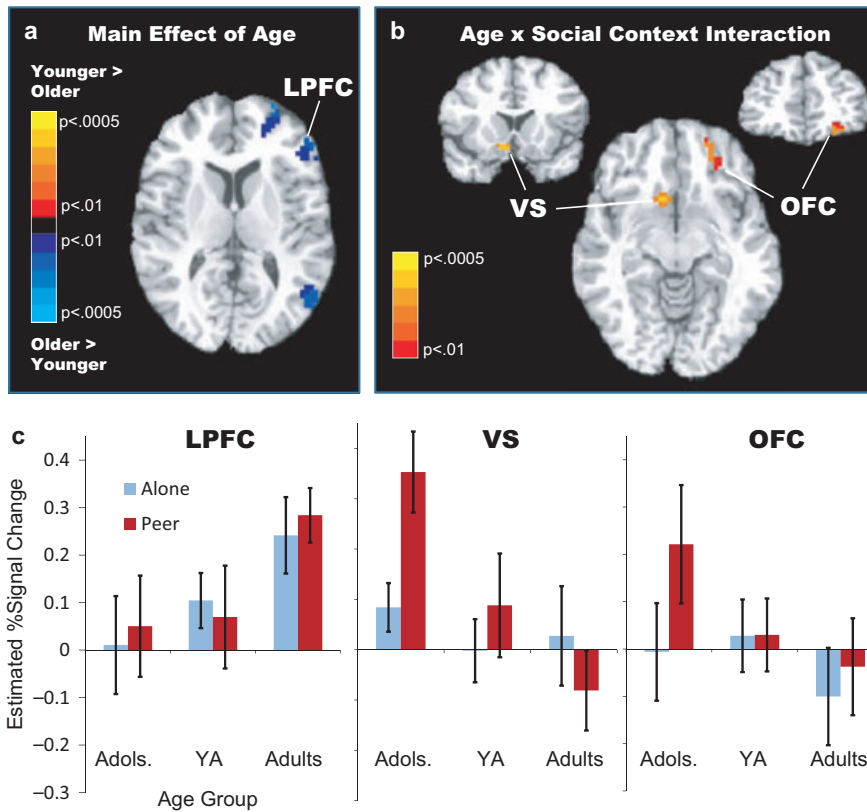 a
Main Effect of Age
Younger >
Older
LPFC
p<.0005
p<.01
p<.01
p<.0005
Older >
Younger
b
Age x Social Context Interaction
VS
OFC
p<.0005
p<.01
c
LPFC
VS
OFC
Estimated %Signal Change
0.4
0.3
0.2
0.1
0
−0.1
−0.2
−0.3
Alone
Peer
Adols. YA Adults
Adols. YA Adults
Adols. YA Adults
Age Group